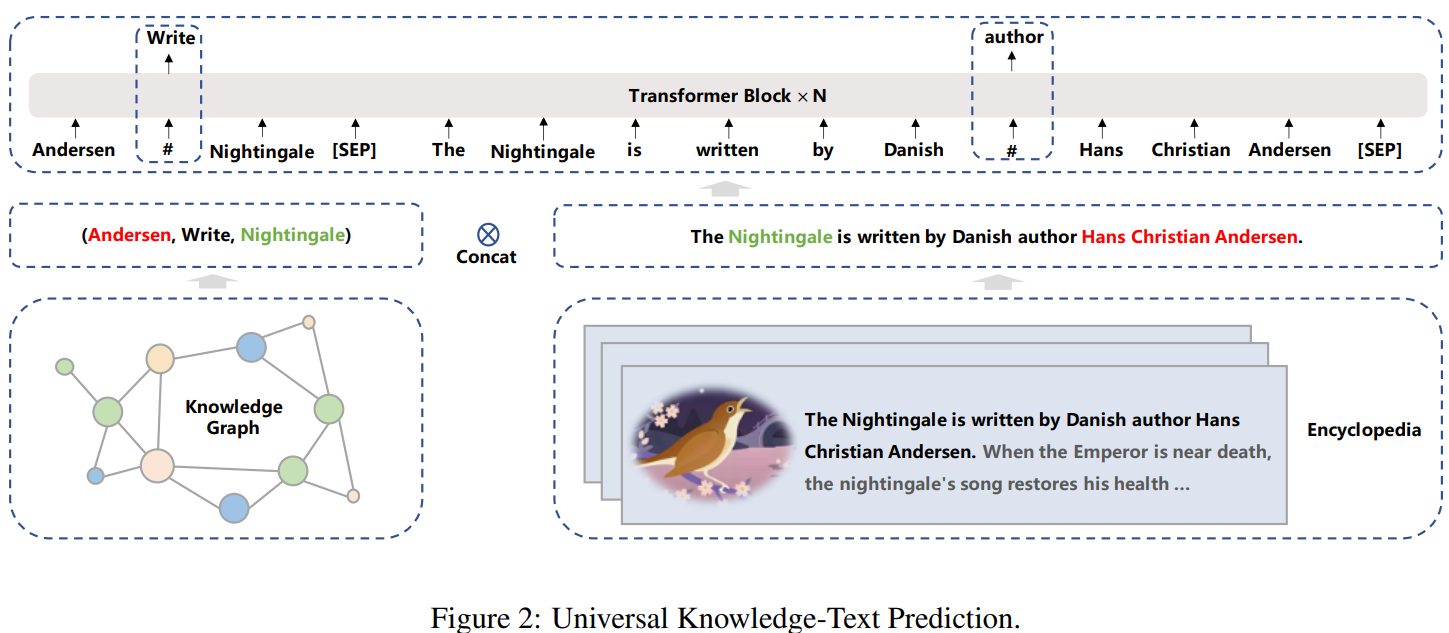 Write author
Transformer Block × N
Andersen # Nightingale [SEP] The Nightingale is written by Danish # Hans Christian Andersen [SEP]
(Andersen, Write, Nightingale)
Concat
The Nightingale is written by Danish author Hans Christian Andersen.
Knowledge
Graph
The Nightingale is written by Danish author Hans
Christian Andersen. When the Emperor is near death,
the nightingale's song restores his health ...
Encyclopedia
Figure 2: Universal Knowledge-Text Prediction.